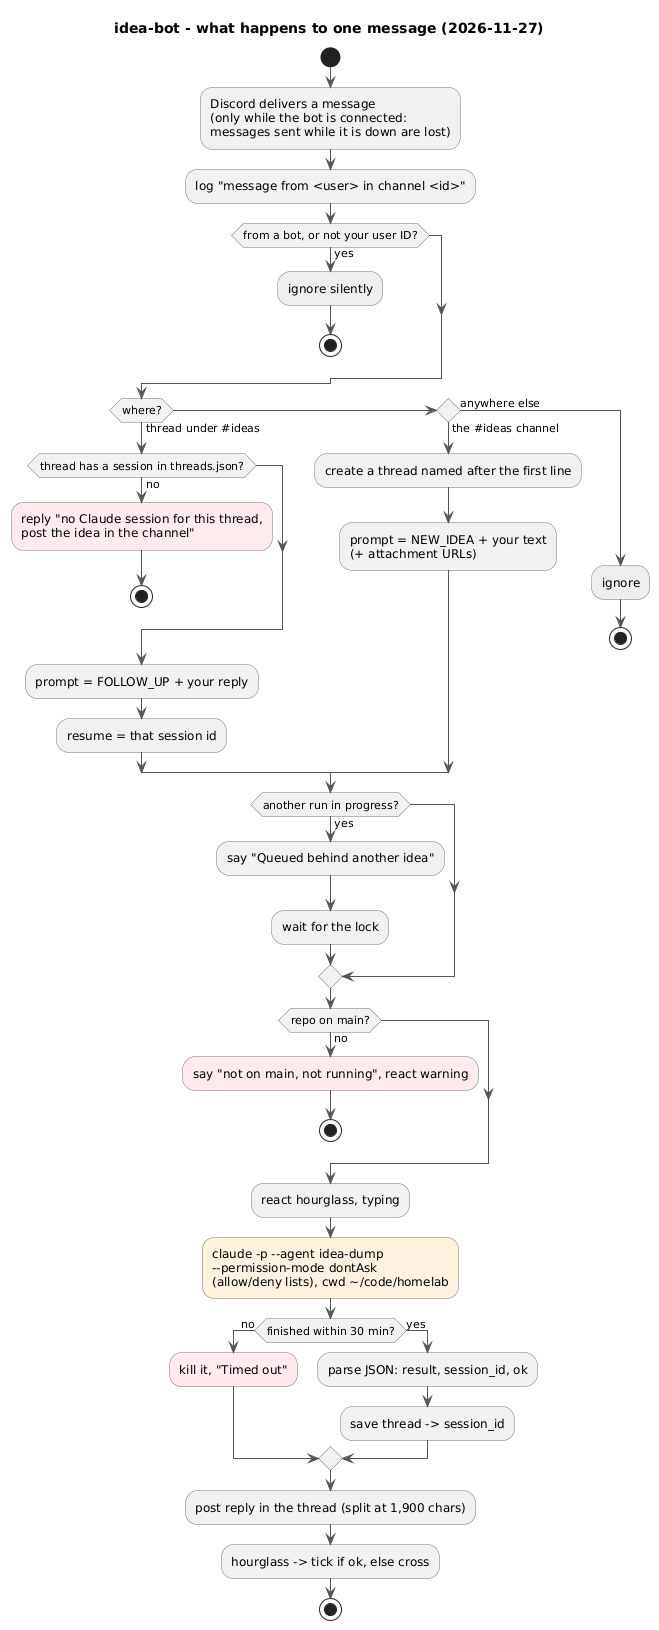 idea-bot - what happens to one message (2026-11-27)
Discord delivers a message
(only while the bot is connected:
messages sent while it is down are lost)
log "message from <user> in channel <id>"
from a bot, or not your user ID?
yes
ignore silently
where?
thread under #ideas
anywhere else
the #ideas channel
thread has a session in threads.json?
no
reply "no Claude session for this thread,
post the idea in the channel"
create a thread named after the first line
prompt = NEW_IDEA + your text
(+ attachment URLs)
ignore
prompt = FOLLOW_UP + your reply
resume = that session id
another run in progress?
yes
say "Queued behind another idea"
wait for the lock
repo on main?
no
say "not on main, not running", react warning
react hourglass, typing
claude -p --agent idea-dump
--permission-mode dontAsk
(allow/deny lists), cwd ~/code/homelab
no
finished within 30 min?
yes
kill it, "Timed out"
parse JSON: result, session_id, ok
save thread -> session_id
post reply in the thread (split at 1,900 chars)
hourglass -> tick if ok, else cross